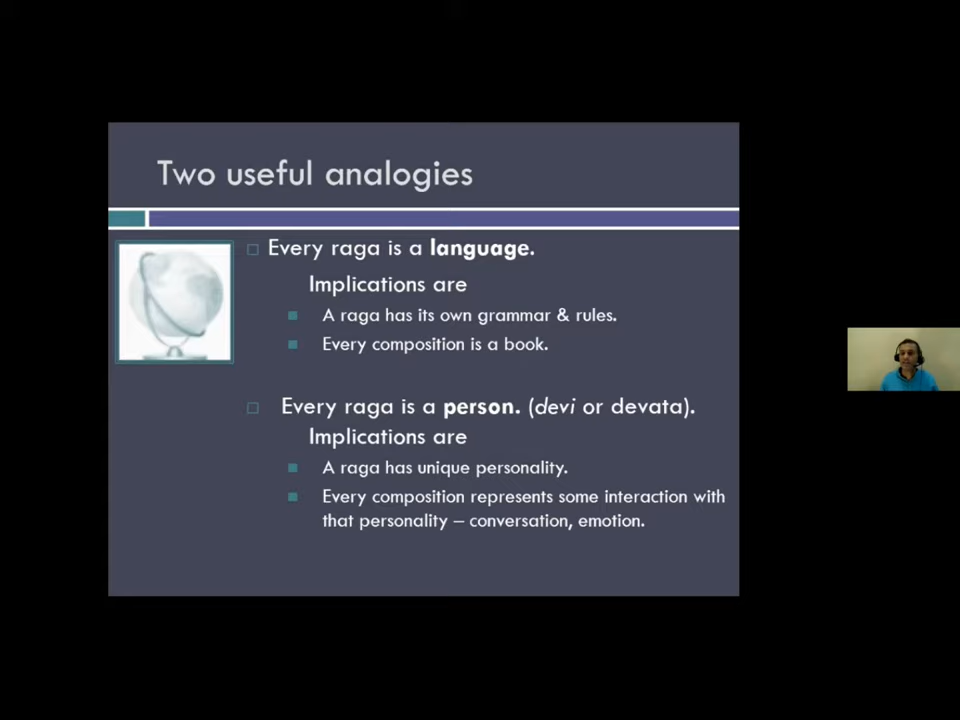 Two useful analogies
Every raga is a language.
Implications are
A raga has its own grammar & rules.
Every composition is a book.
Every raga is a person. (devi or devata).
Implications are
A raga has unique personality.
Every composition represents some interaction with
that personality – conversation, emotion.